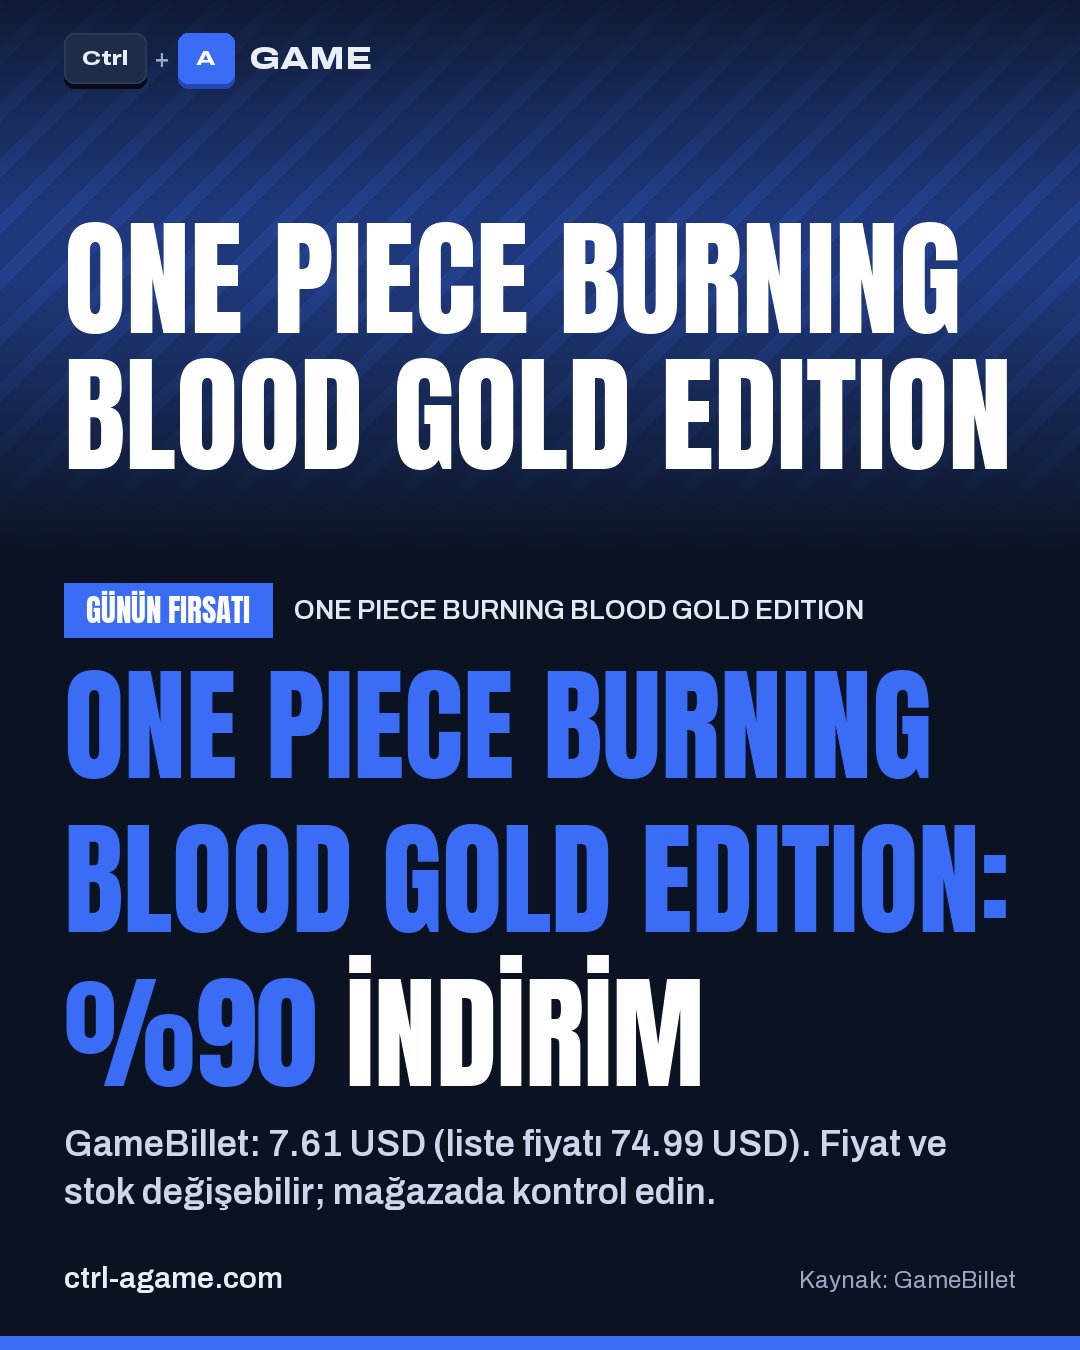 Ctrl + A GAME
ONE PIECE BURNING
BLOOD GOLD EDITION
GÜNÜN FIRSATI ONE PIECE BURNING BLOOD GOLD EDITION
ONE PIECE BURNING
BLOOD GOLD EDITION:
%90 İNDİRİM
GameBillet: 7.61 USD (liste fiyatı 74.99 USD). Fiyat ve
stok değişebilir; mağazada kontrol edin.
ctrl-agame.com Kaynak: GameBillet